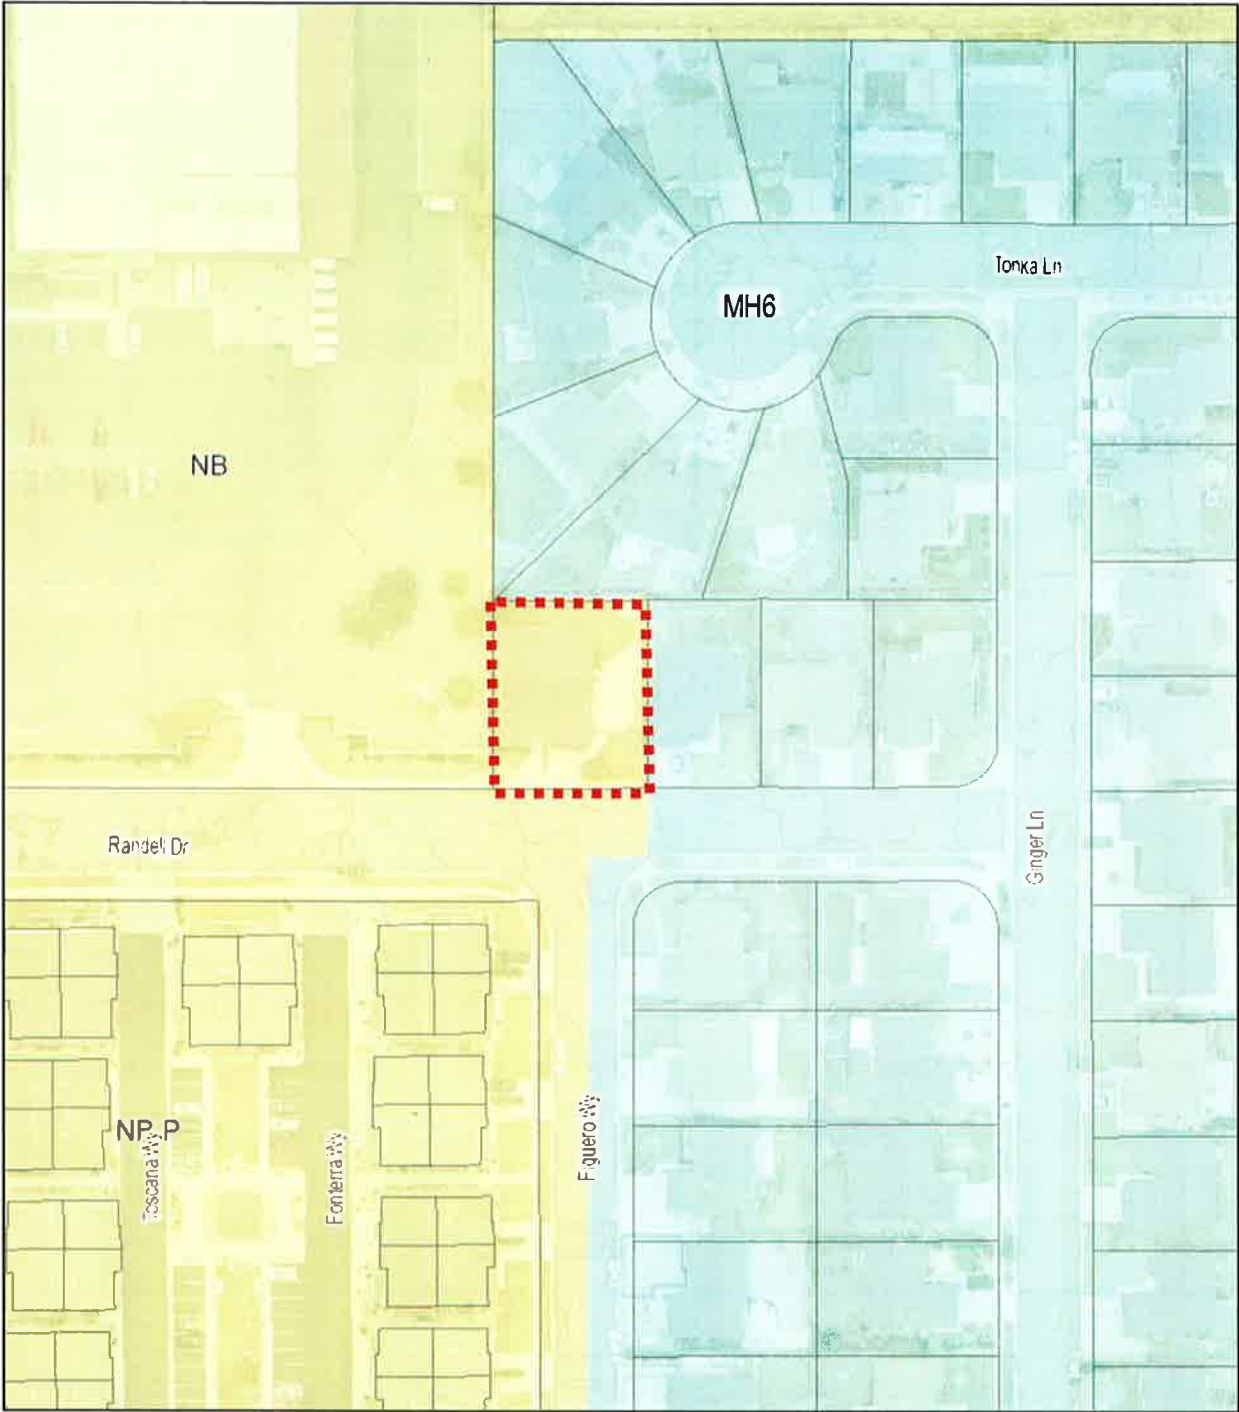 Tonka Ln
MH6
NB
Randell Dr
Ginger Ln
NP-P
Toscana Wy
Fonterra Wy
Figuero Wy